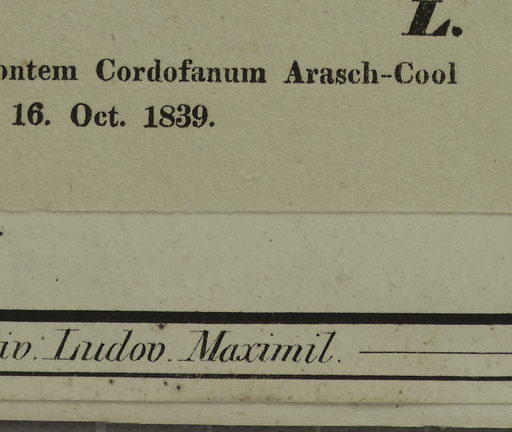 L.
ontem Cordofanum Arasch-Cool
16. Oct. 1839.
iv. Ludov. Maximil.